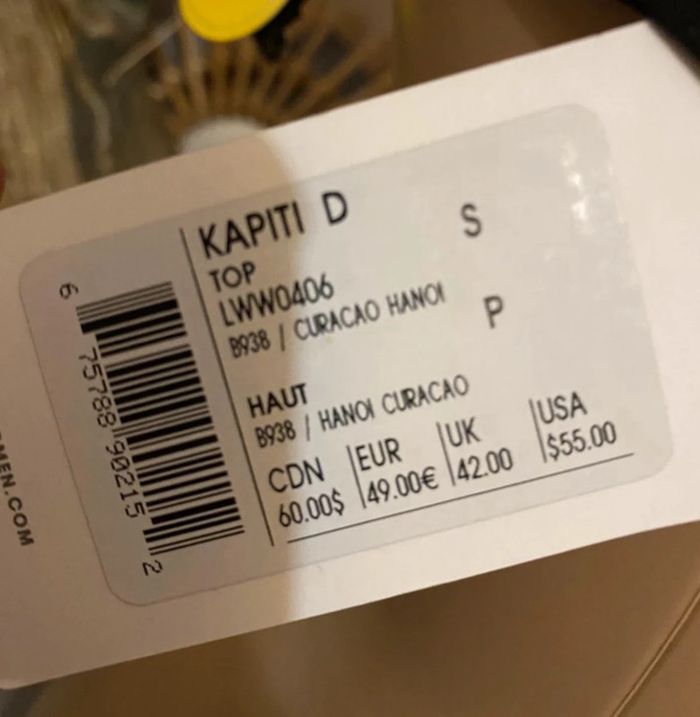 KAPITI D
S
TOP
LWW0406
B938 / CURACAO HANOI
P
HAUT
B938 / HANOI CURACAO
CDN EUR UK USA
60.00$ 49.00€ 42.00 $55.00
6 75788 90215 2
MEN.COM